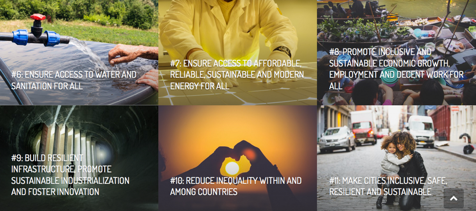 #6: ENSURE ACCESS TO WATER AND
SANITATION FOR ALL
#7: ENSURE ACCESS TO AFFORDABLE,
RELIABLE, SUSTAINABLE AND MODERN
ENERGY FOR ALL
#8: PROMOTE INCLUSIVE AND
SUSTAINABLE ECONOMIC GROWTH,
EMPLOYMENT AND DECENT WORK FOR
ALL
#9: BUILD RESILIENT
INFRASTRUCTURE, PROMOTE
SUSTAINABLE INDUSTRIALIZATION
AND FOSTER INNOVATION
#10: REDUCE INEQUALITY WITHIN AND
AMONG COUNTRIES
#11: MAKE CITIES INCLUSIVE, SAFE,
RESILIENT AND SUSTAINABLE